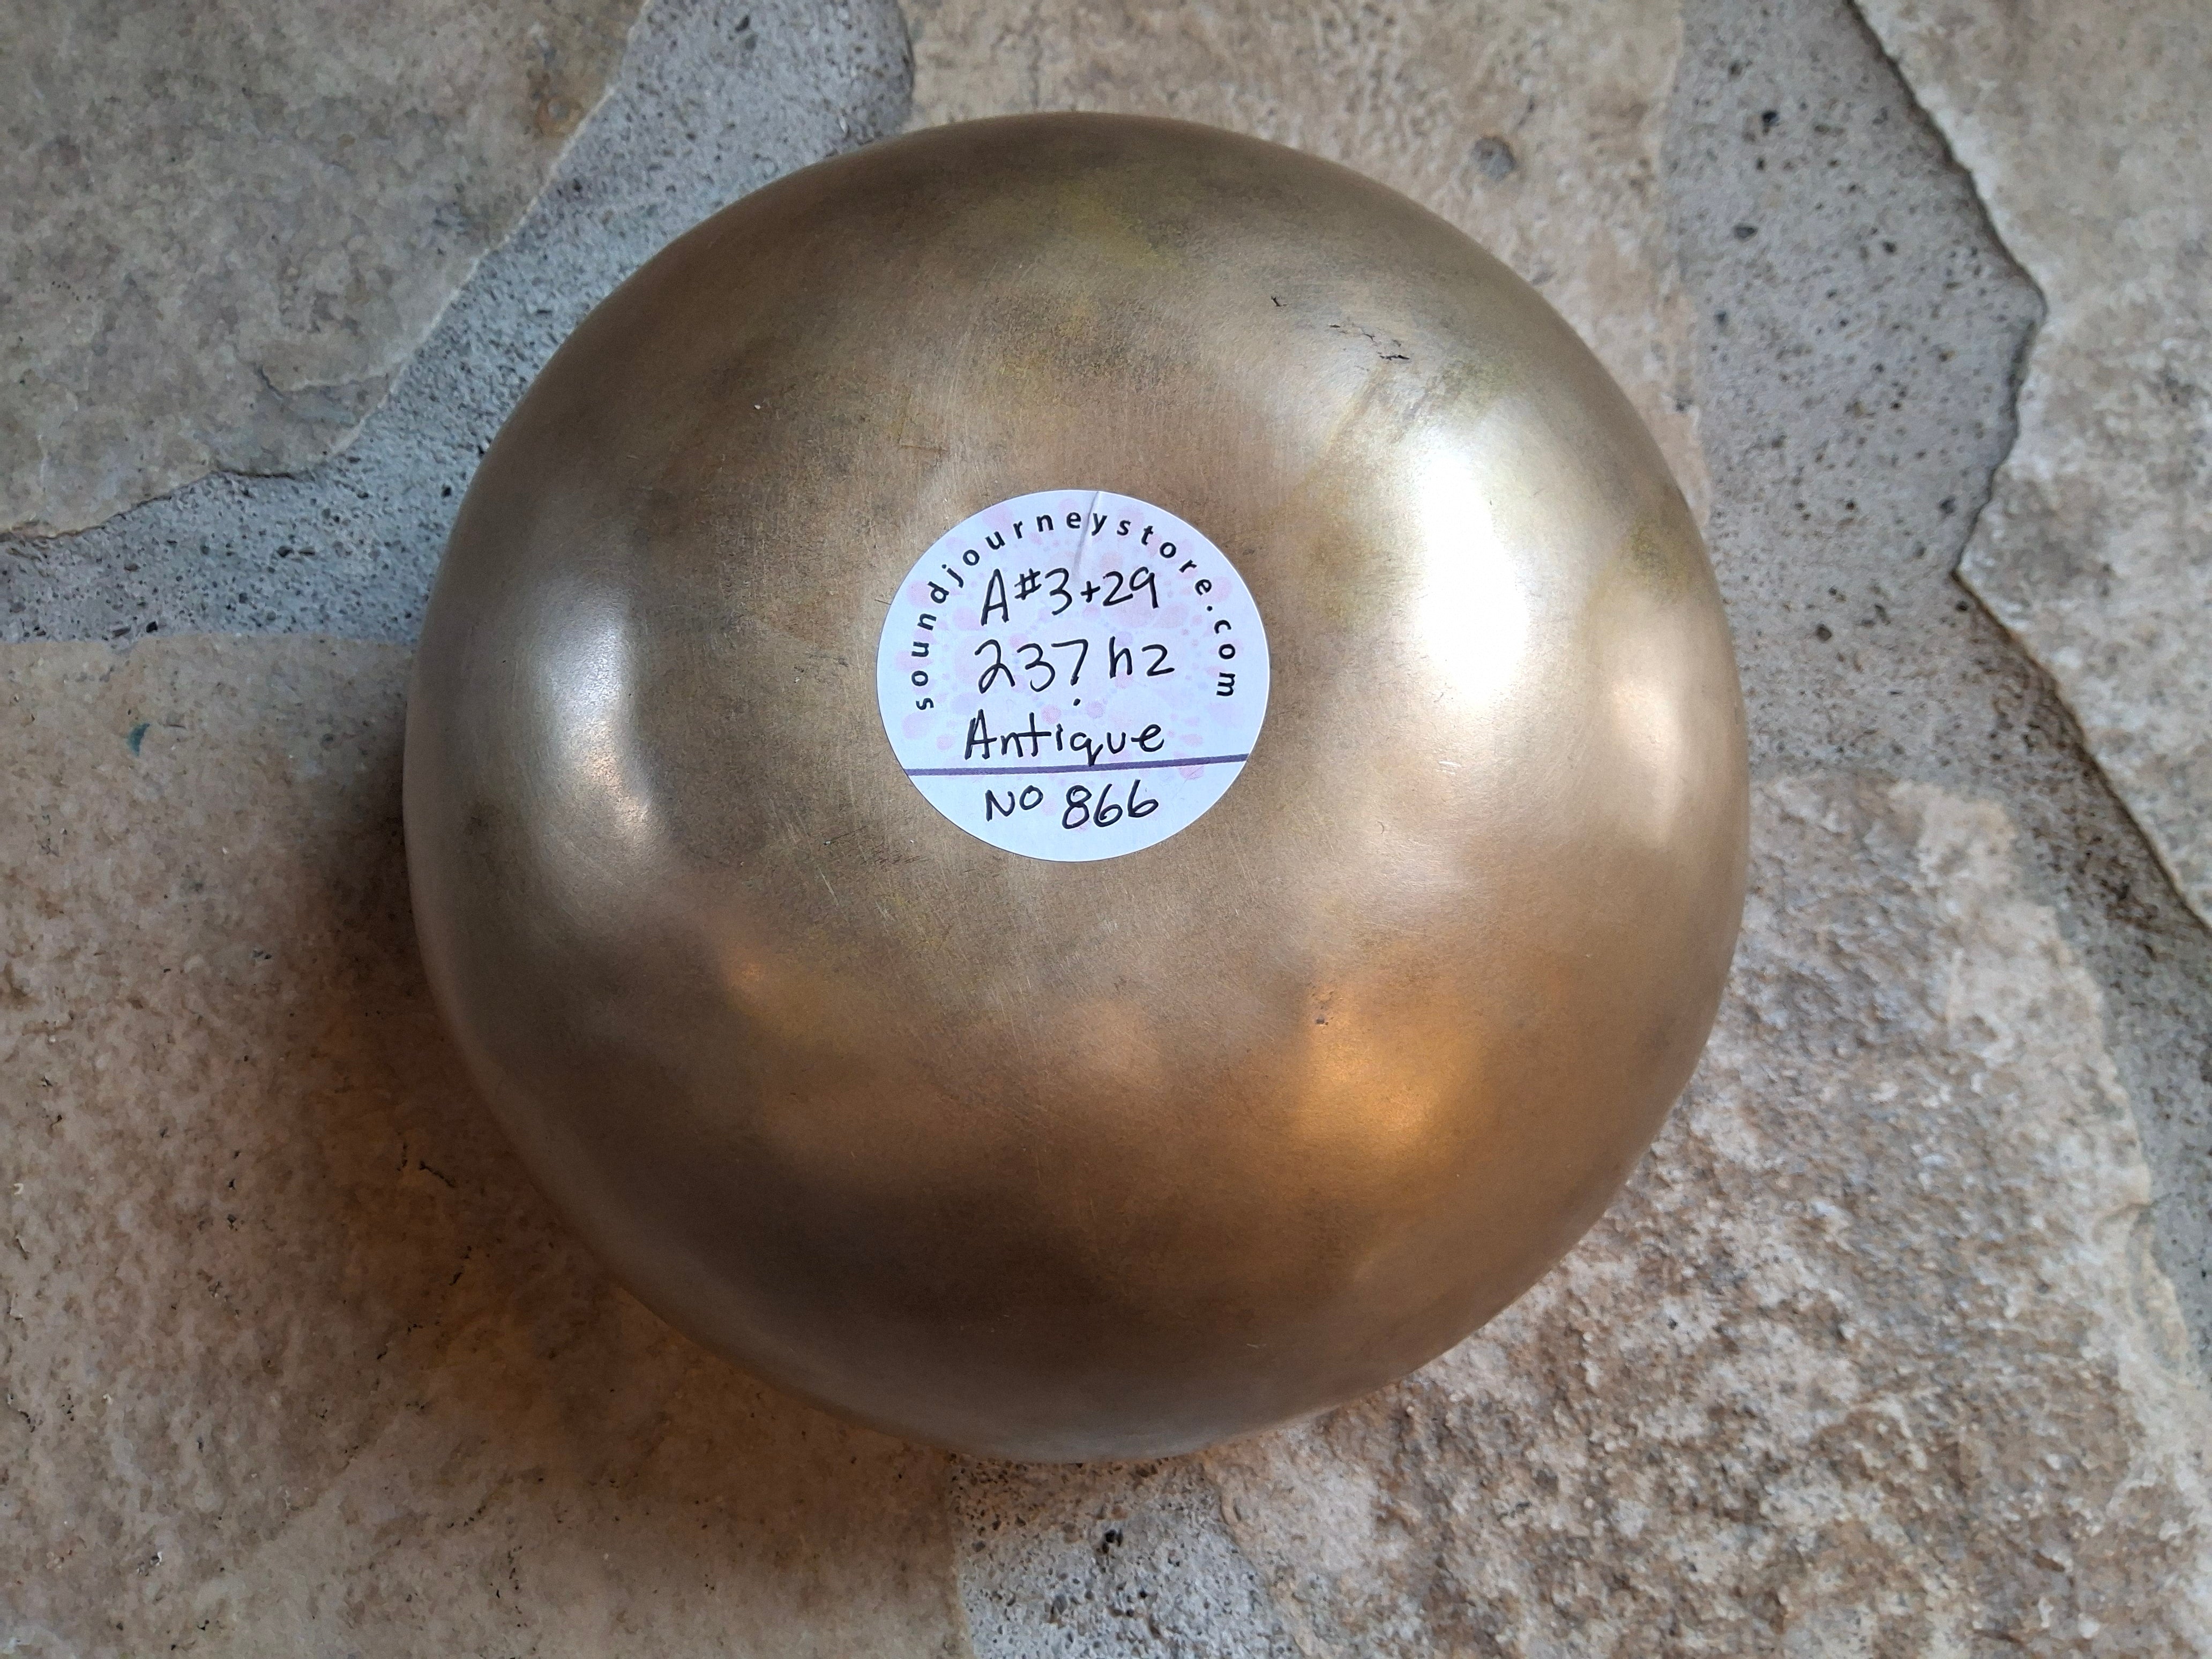 soundjourneystore.com
A#3+29
237hz
Antique
NO 866